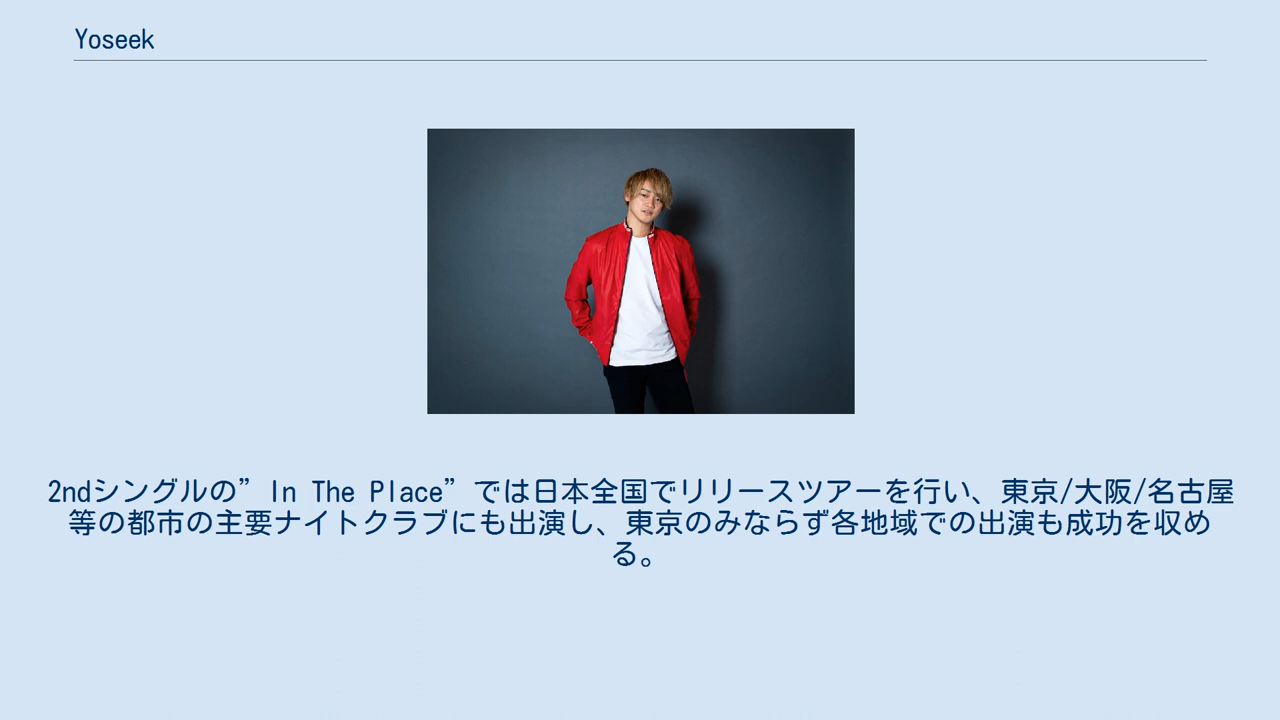 Yoseek
2ndシングルの”In The Place”では日本全国でリリースツアーを行い、東京/大阪/名古屋
等の都市の主要ナイトクラブにも出演し、東京のみならず各地域での出演も成功を収め
る。